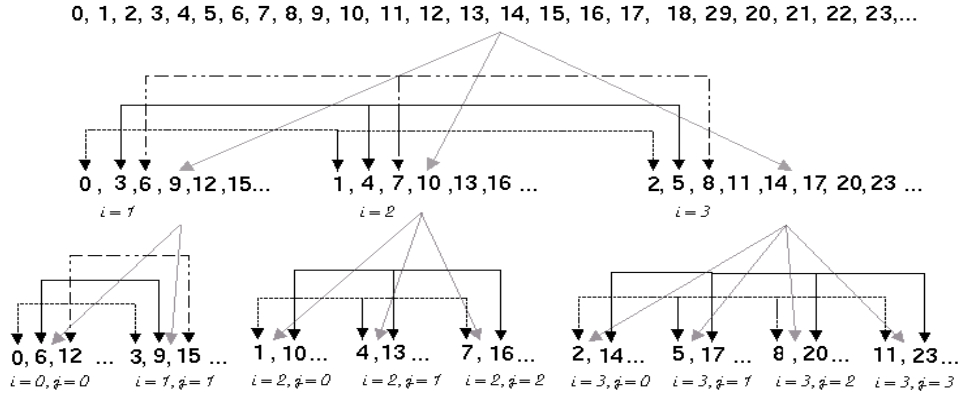 0, 1, 2, 3, 4, 5, 6, 7, 8, 9, 10, 11, 12, 13, 14, 15, 16, 17, 18, 29, 20, 21, 22, 23,...
0, 3 ,6 , 9 ,12 ,15... 1, 4, 7, 10 ,13,16 ... 2, 5, 8 ,11 ,14 , 17, 20,23 ...
i = 1 i = 2 i = 3
0, 6 ,12 ... 3, 9, 15 ... 1 , 10... 4 ,13... 7, 16... 2, 14... 5 , 17... 8 , 20... 11, 23...
i=0, j=0 i=1, j=1 i=2, j=0 i=2, j=1 i=2, j=2 i=3, j=0 i=3, j=1 i=3, j=2 i=3, j=3